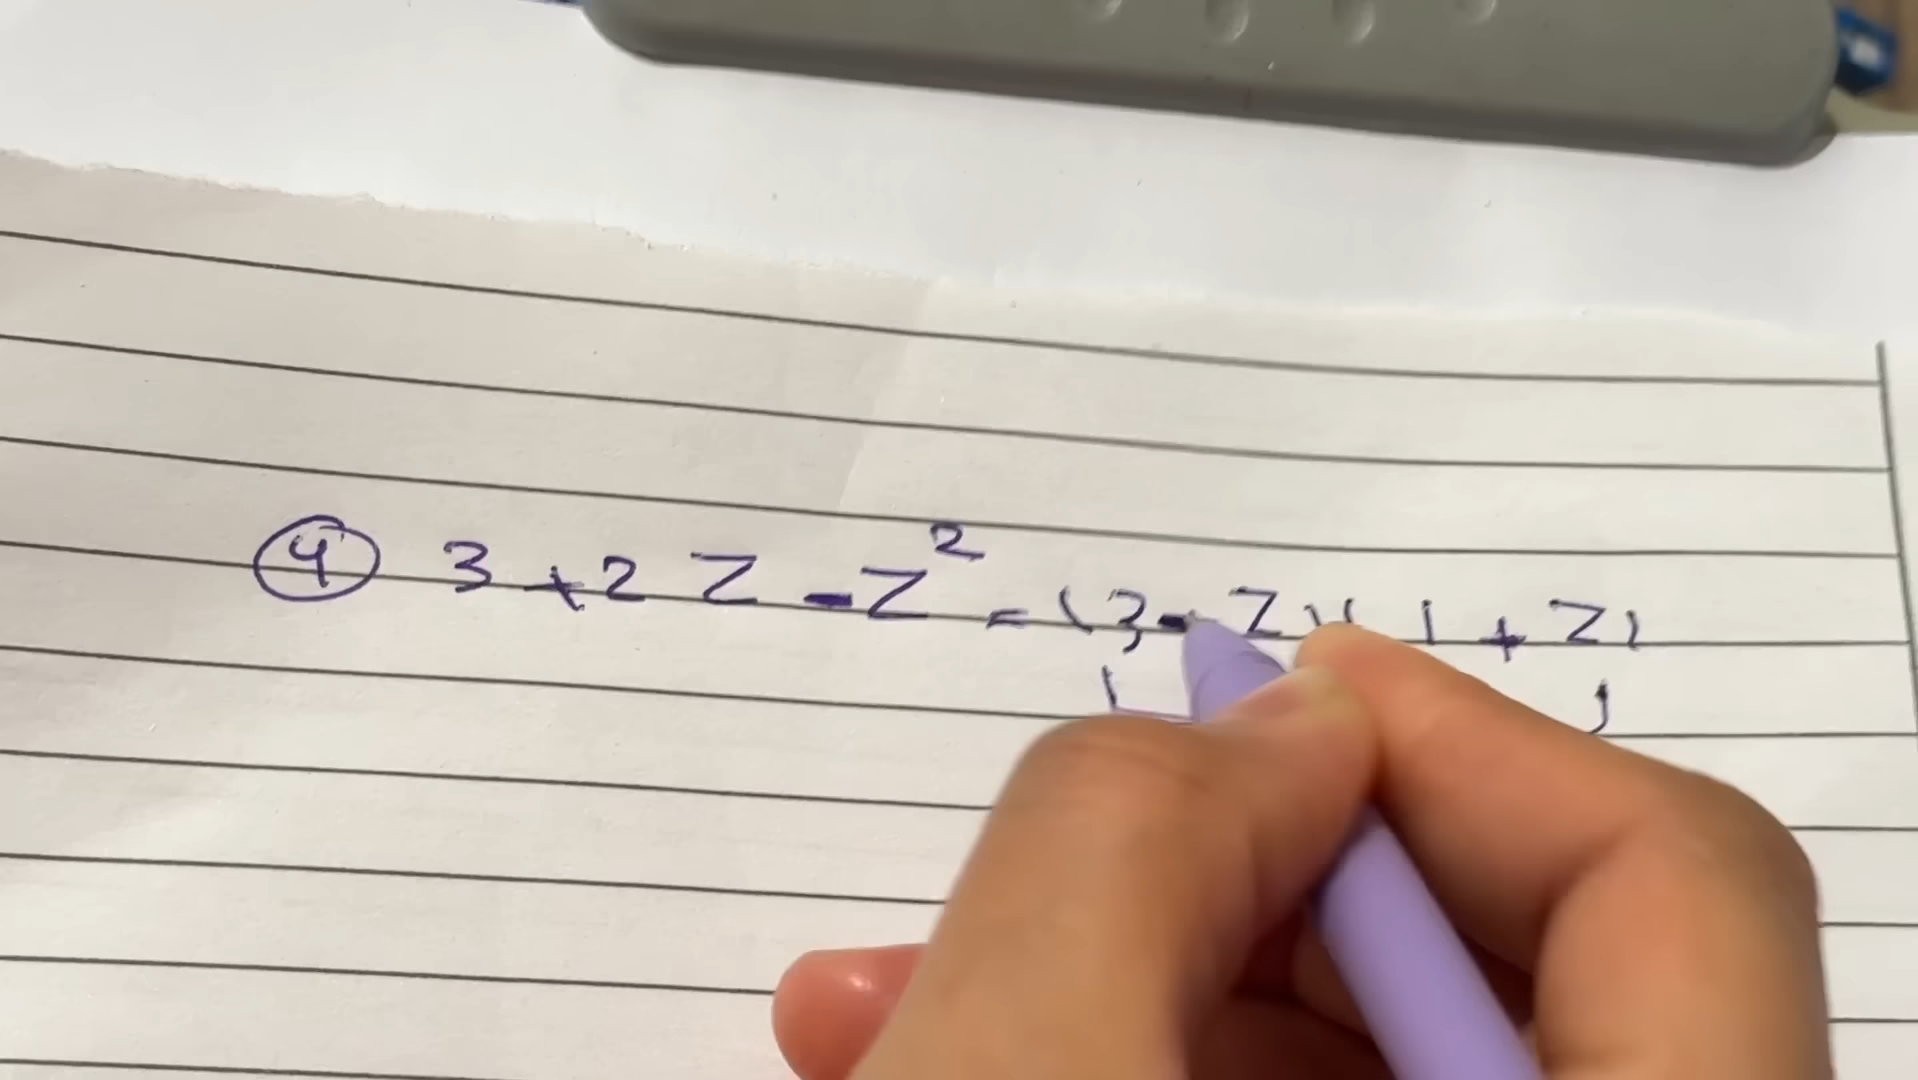 ④ 3 + 2 Z - Z² = (3 - Z)(1 + Z)